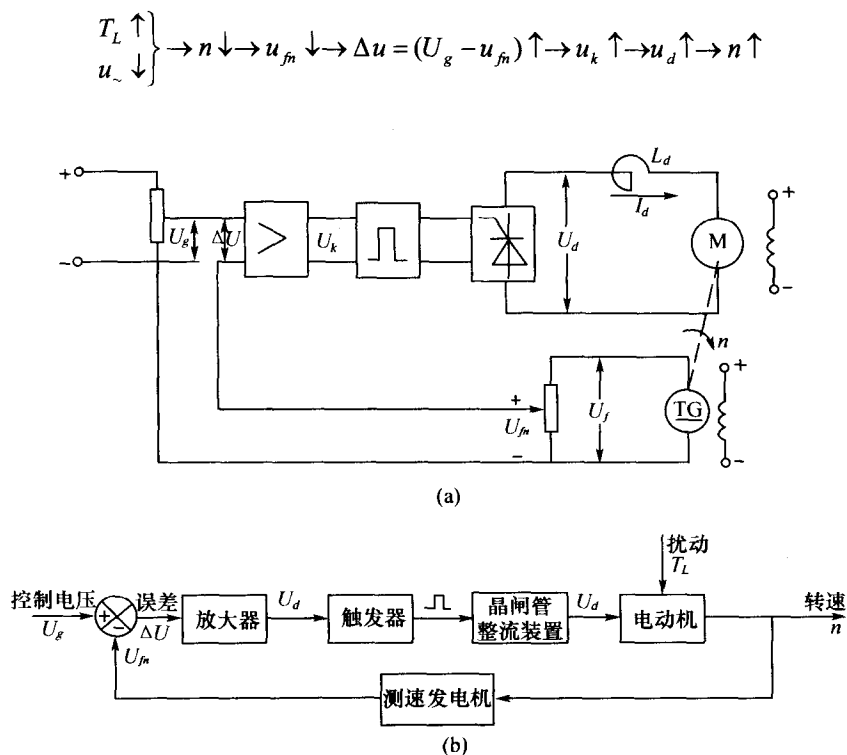 T_L ↑
u_~ ↓ } → n ↓ → u_fn ↓ → Δu = (U_g − u_fn) ↑ → u_k ↑ → u_d ↑ → n ↑
L_d
+
+
I_d
U_g ΔU > U_k U_d M
−
−
n
+
+
U_fn U_f TG
−
−
(a)
扰动
T_L
控制电压 + 误差 U_d U_d 转速
U_g − ΔU 放大器 触发器 晶闸管 电动机 n
整流装置
U_fn
测速发电机
(b)